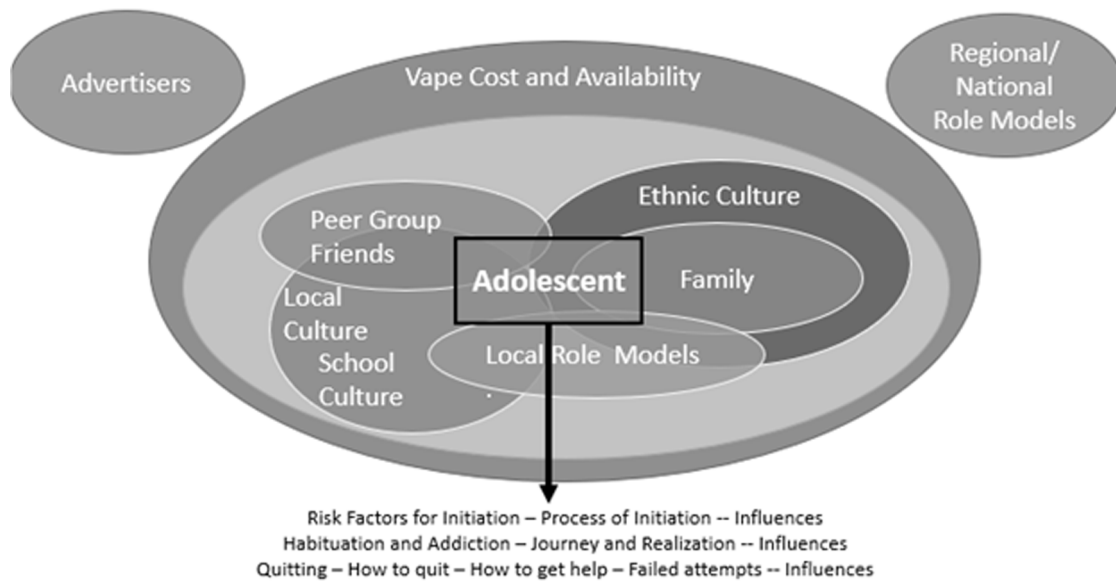 Advertisers
Vape Cost and Availability
Regional/
National
Role Models
Ethnic Culture
Peer Group
Friends
Adolescent
Family
Local
Culture
School
Culture
Local Role Models
Risk Factors for Initiation – Process of Initiation -- Influences
Habituation and Addiction – Journey and Realization -- Influences
Quitting – How to quit – How to get help – Failed attempts -- Influences